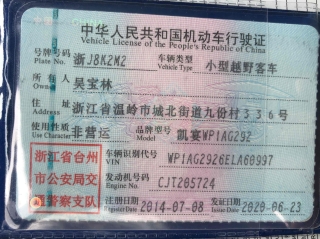 中华人民共和国机动车行驶证
Vehicle License of the People's Republic of China
号牌号码 Plate No. 浙J8K2W2 车辆类型 Vehicle Type 小型越野客车
所有人 Owner 吴宝林
住址 Address 浙江省温岭市城北街道九份村336号
使用性质 Use Character 非营运 品牌型号 Model 凯宴WP1AG292
浙江省台州市公安局交警察支队
车辆识别代号 VIN WP1AG2926ELA60997
发动机号码 Engine No. CJT205724
注册日期 Register Date 2014-07-08 发证日期 Issue Date 2020-06-23